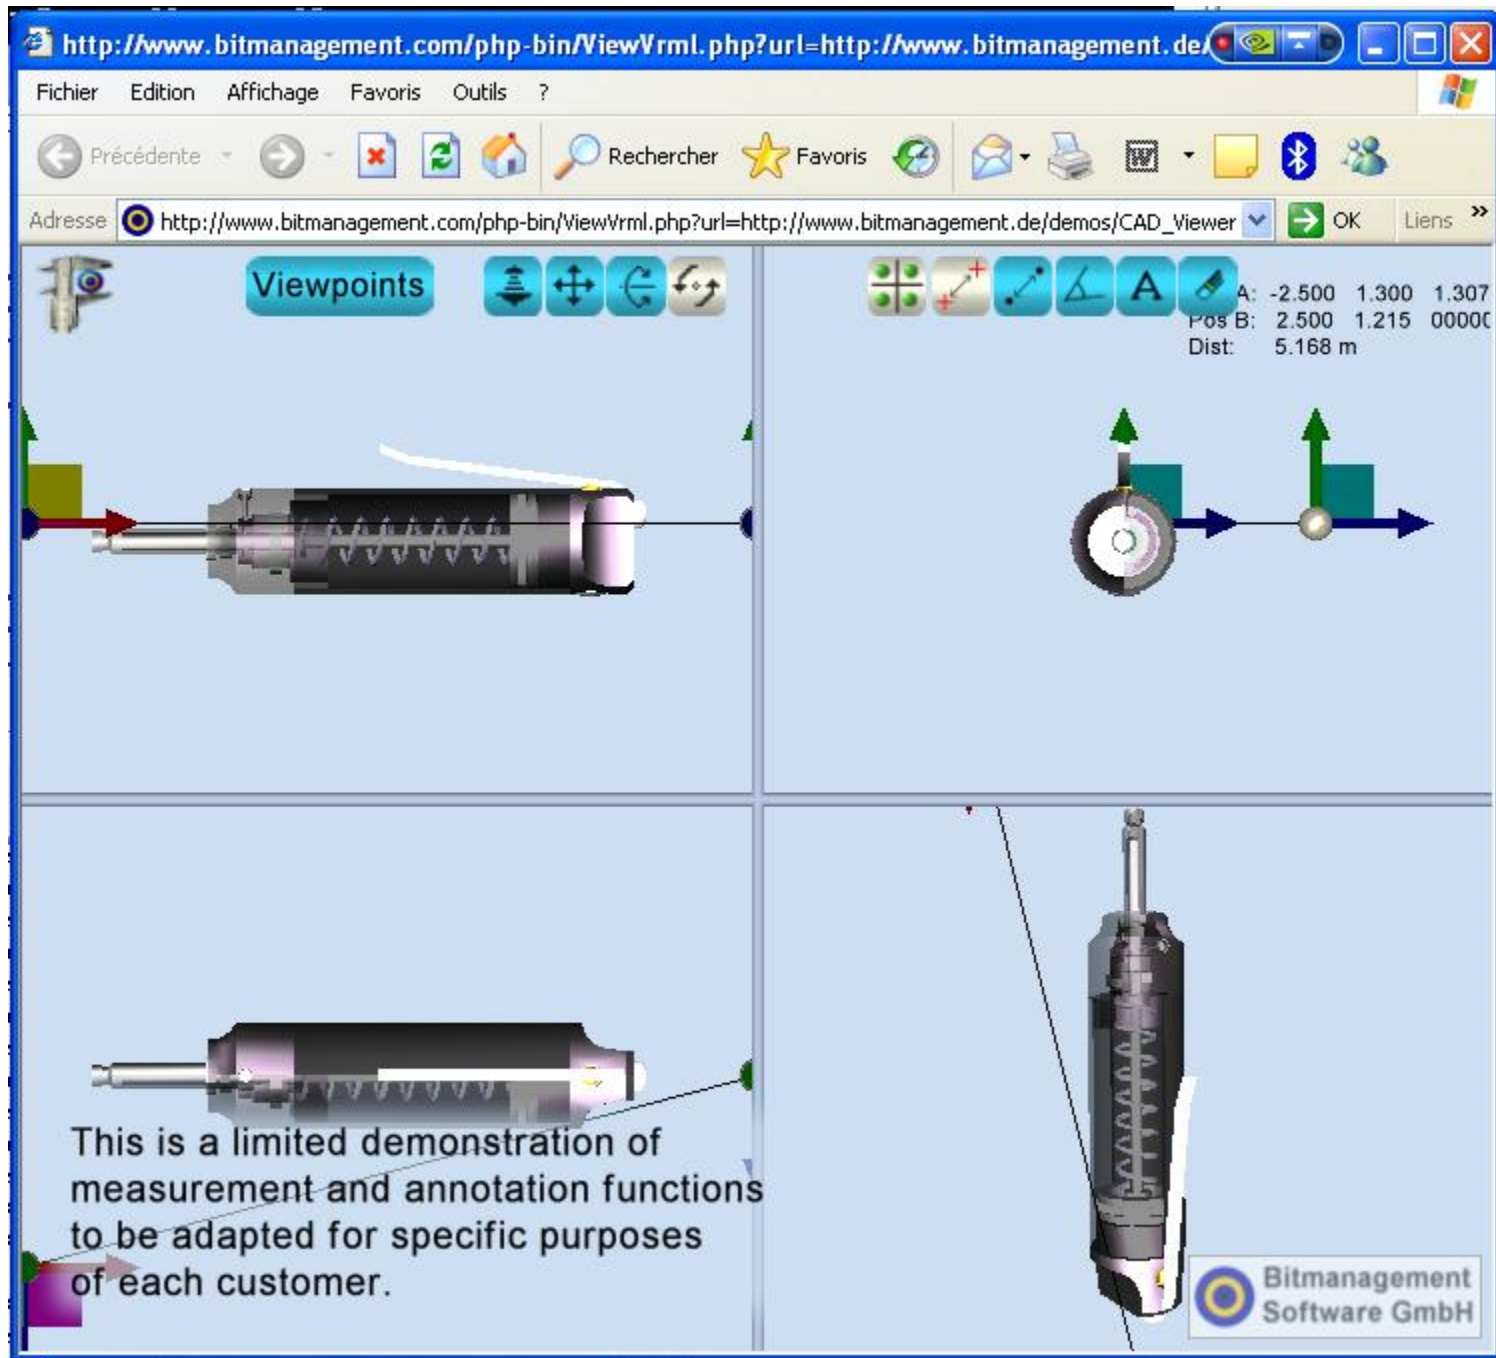 http://www.bitmanagement.com/php-bin/ViewVrml.php?url=http://www.bitmanagement.de/
Fichier Edition Affichage Favoris Outils ?
Précédente Rechercher Favoris
Adresse http://www.bitmanagement.com/php-bin/ViewVrml.php?url=http://www.bitmanagement.de/demos/CAD_Viewer OK Liens »
Viewpoints A
A: -2.500 1.300 1.307
Pos B: 2.500 1.215 0000
Dist: 5.168 m
This is a limited demonstration of
measurement and annotation functions
to be adapted for specific purposes
of each customer.
Bitmanagement
Software GmbH